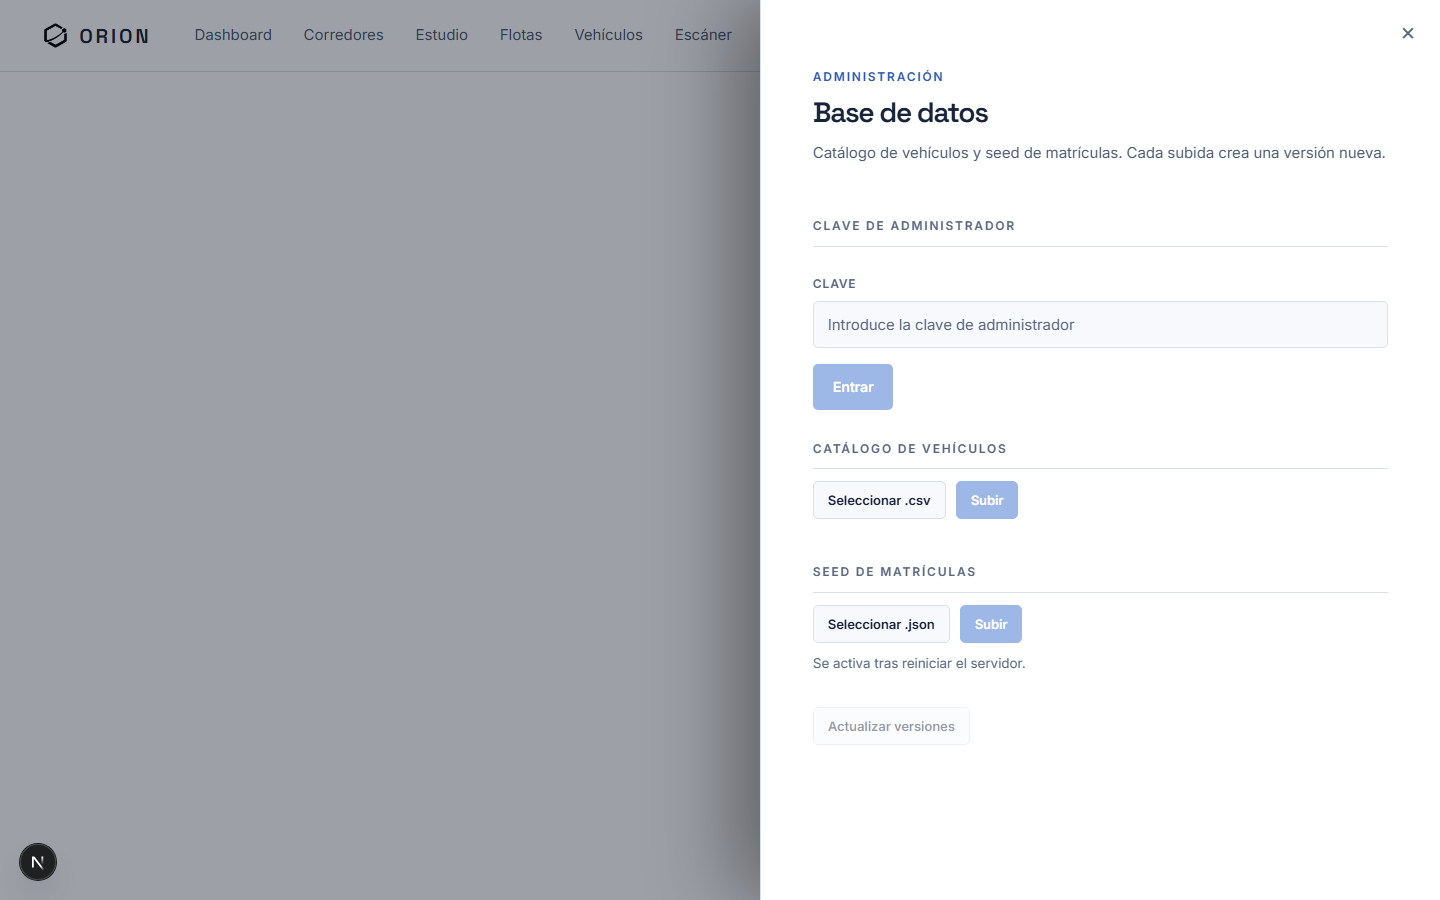 ORION
Dashboard Corredores Estudio Flotas Vehículos Escáner
✕
ADMINISTRACIÓN
Base de datos
Catálogo de vehículos y seed de matrículas. Cada subida crea una versión nueva.
CLAVE DE ADMINISTRADOR
CLAVE
Introduce la clave de administrador
Entrar
CATÁLOGO DE VEHÍCULOS
Seleccionar .csv Subir
SEED DE MATRÍCULAS
Seleccionar .json Subir
Se activa tras reiniciar el servidor.
Actualizar versiones
N